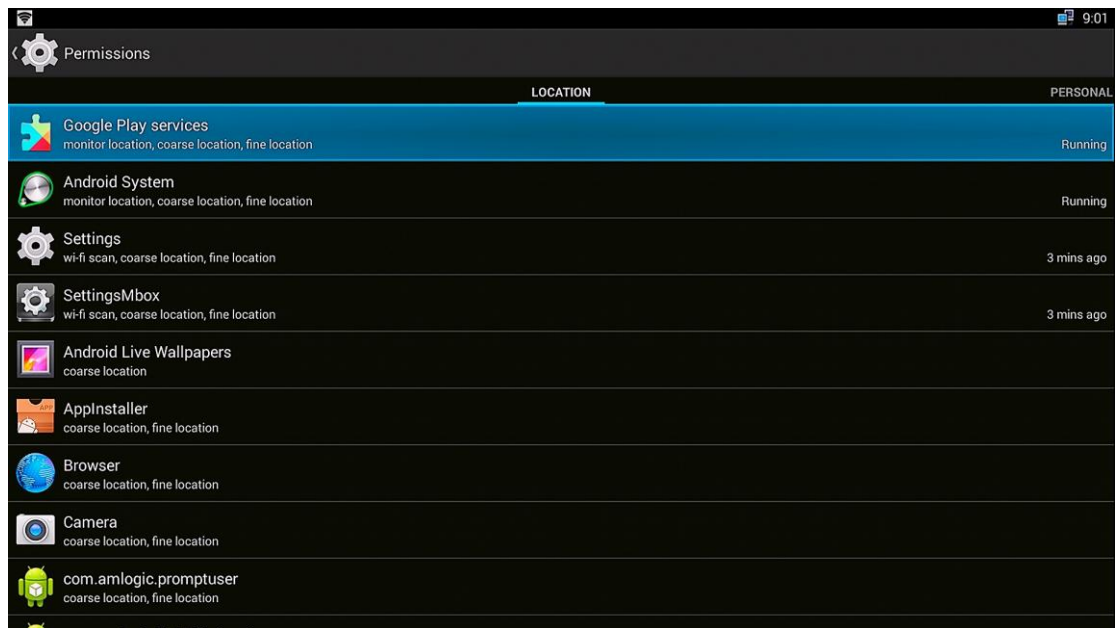 9:01
Permissions
LOCATION PERSONAL
Google Play services
monitor location, coarse location, fine location Running
Android System
monitor location, coarse location, fine location Running
Settings
wi-fi scan, coarse location, fine location 3 mins ago
SettingsMbox
wi-fi scan, coarse location, fine location 3 mins ago
Android Live Wallpapers
coarse location
APP
AppInstaller
coarse location, fine location
Browser
coarse location, fine location
Camera
coarse location, fine location
com.amlogic.promptuser
coarse location, fine location